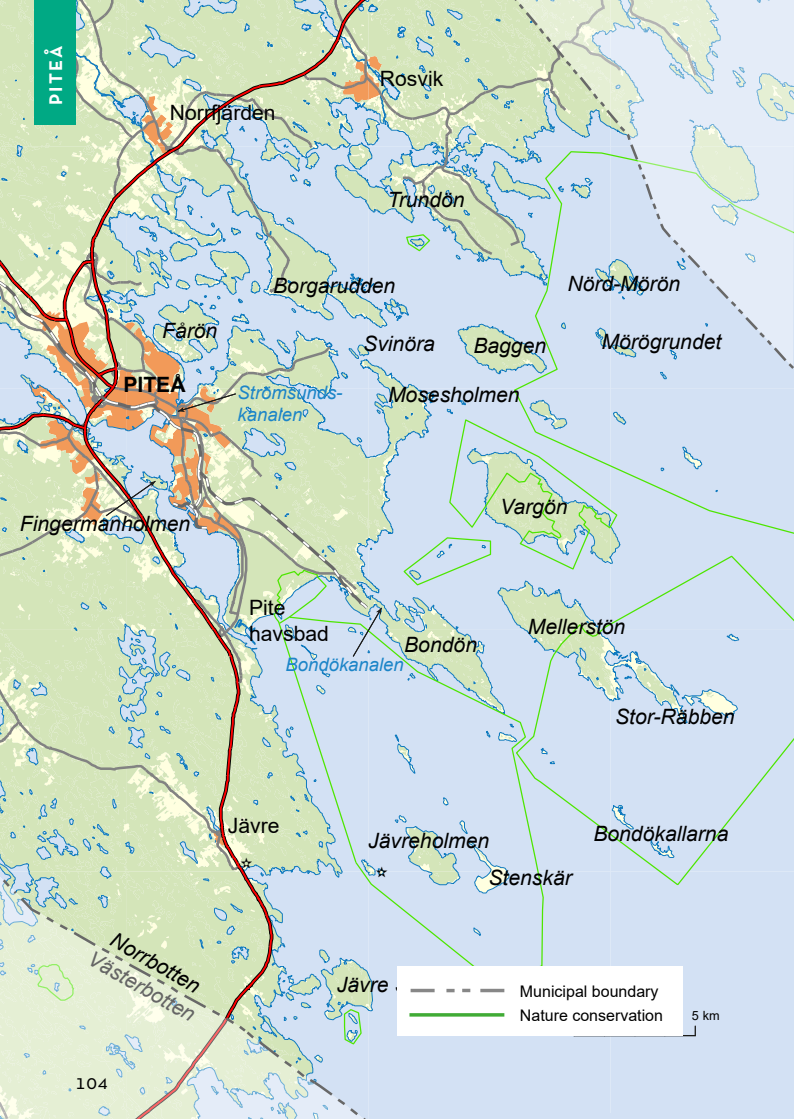 PITEÅ
Rosvik
Norrfjärden
Trundön
Nörd-Mörön
Borgarudden
Fårön
Svinöra
Baggen
Mörögrundet
PITEÅ
Strömsunds-
kanalen
Mosesholmen
Vargön
Fingermanholmen
Pite
havsbad
Mellerstön
Bondön
Bondökanalen
Stor-Räbben
Jävre
Jävreholmen
Bondökallarna
Stenskär
Norrbotten
Västerbotten
Jävre
Municipal boundary
Nature conservation
5 km
104